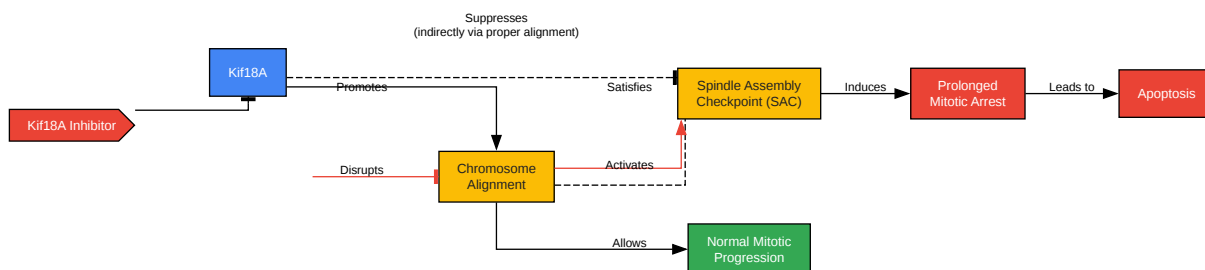 Suppresses
(indirectly via proper alignment)
Kif18A
Promotes
Satisfies
Spindle Assembly
Checkpoint (SAC)
Induces
Prolonged
Mitotic Arrest
Leads to
Apoptosis
Kif18A Inhibitor
Disrupts
Chromosome
Alignment
Activates
Allows
Normal Mitotic
Progression